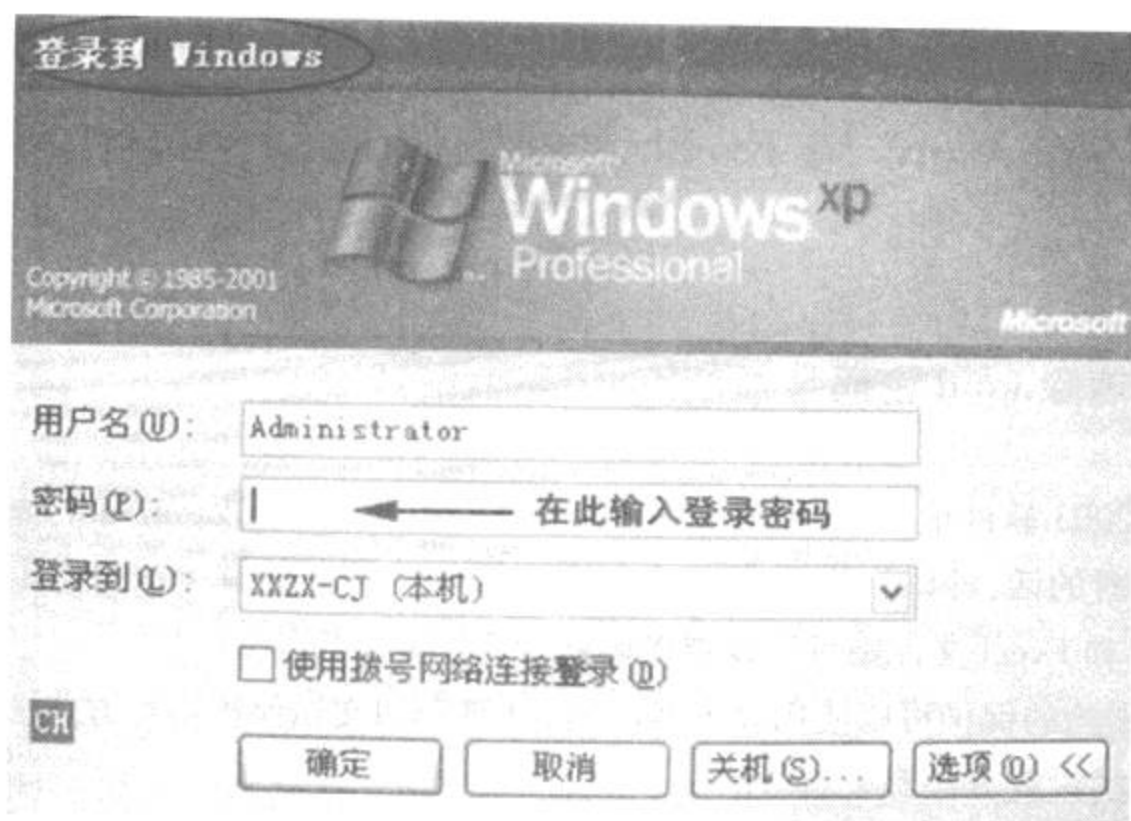 登录到 Windows
Microsoft
Windows xp
Professional
Copyright © 1985-2001
Microsoft Corporation
Microsoft
用户名(U): Administrator
密码(P): 在此输入登录密码
登录到(L): XXZX-CJ (本机)
使用拨号网络连接登录(D)
CH
确定 取消 关机(S)... 选项(O) <<